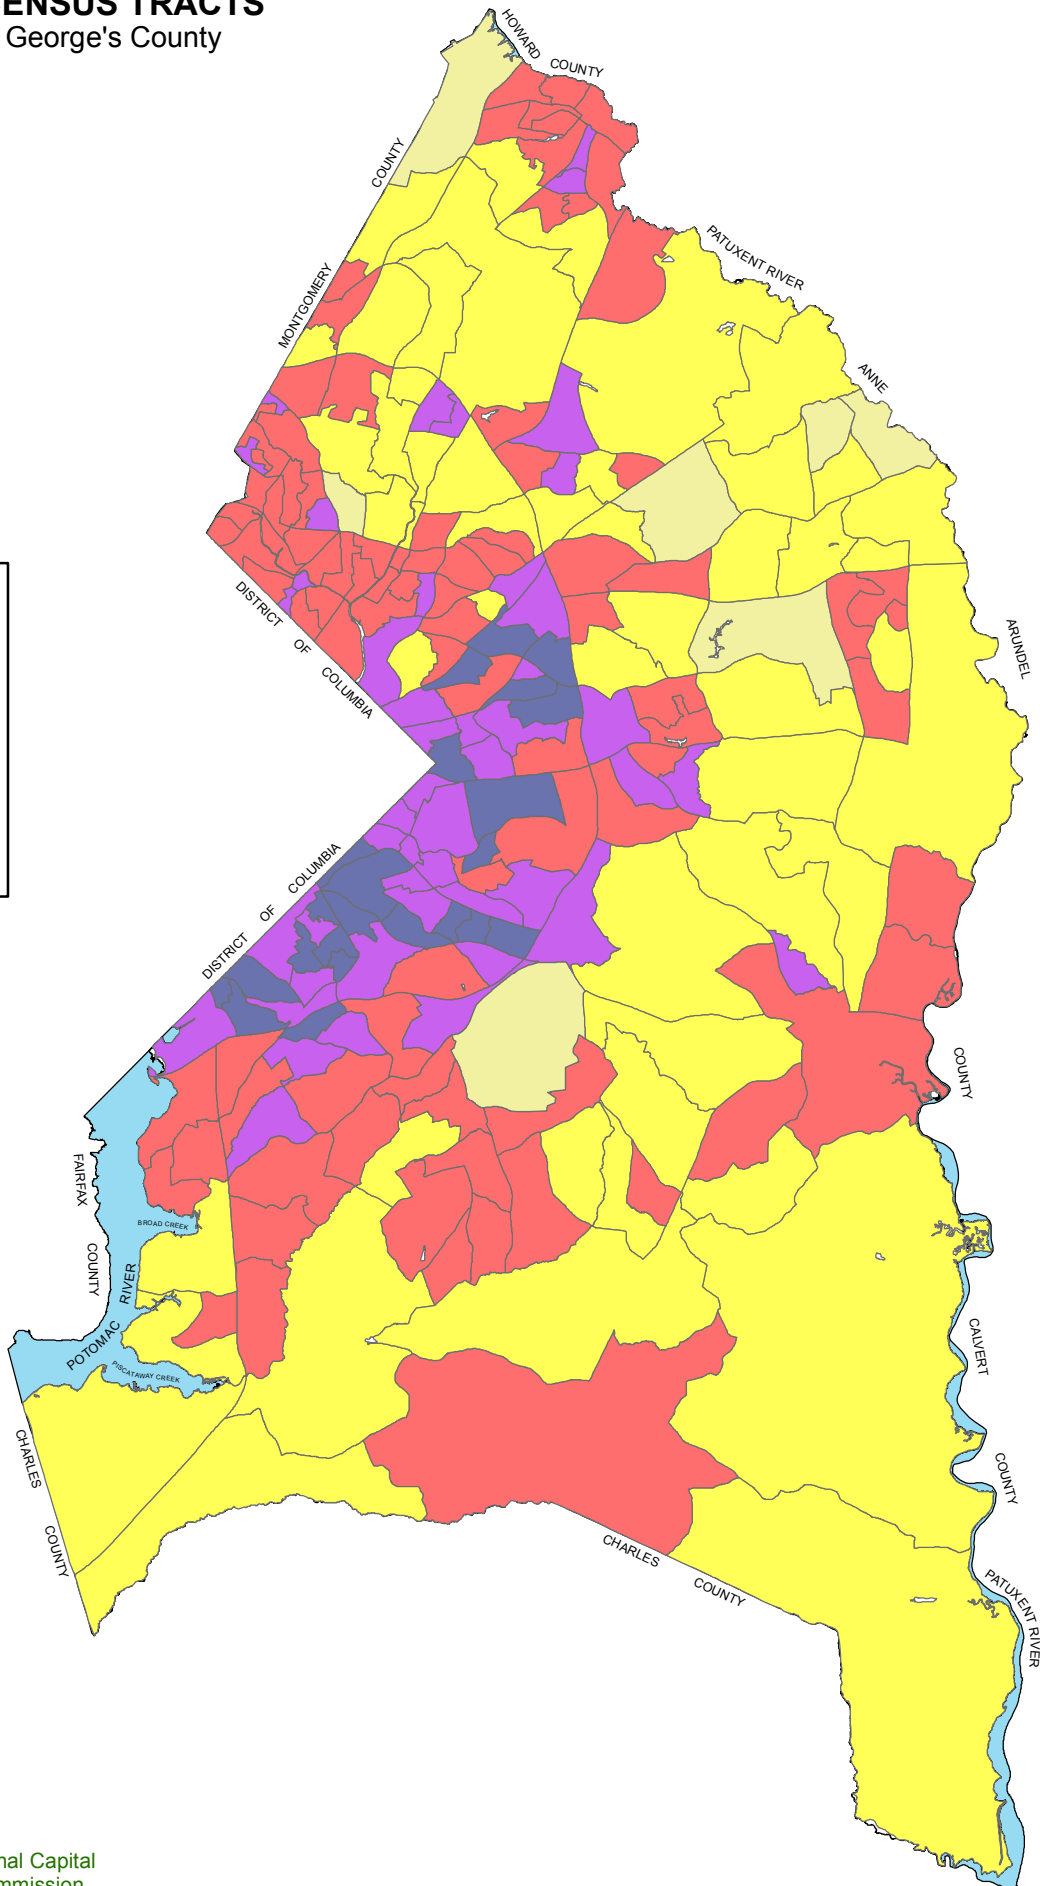 ENSUS TRACTS
George's County
HOWARD
COUNTY
COUNTY
MONTGOMERY
PATUXENT RIVER
ANNE
ARUNDEL
DISTRICT OF COLUMBIA
DISTRICT OF COLUMBIA
COUNTY
FAIRFAX
COUNTY
BROAD CREEK
POTOMAC RIVER
PISCATAWAY CREEK
CALVERT
COUNTY
CHARLES
COUNTY
CHARLES
COUNTY
PATUXENT RIVER
nal Capital
mmission